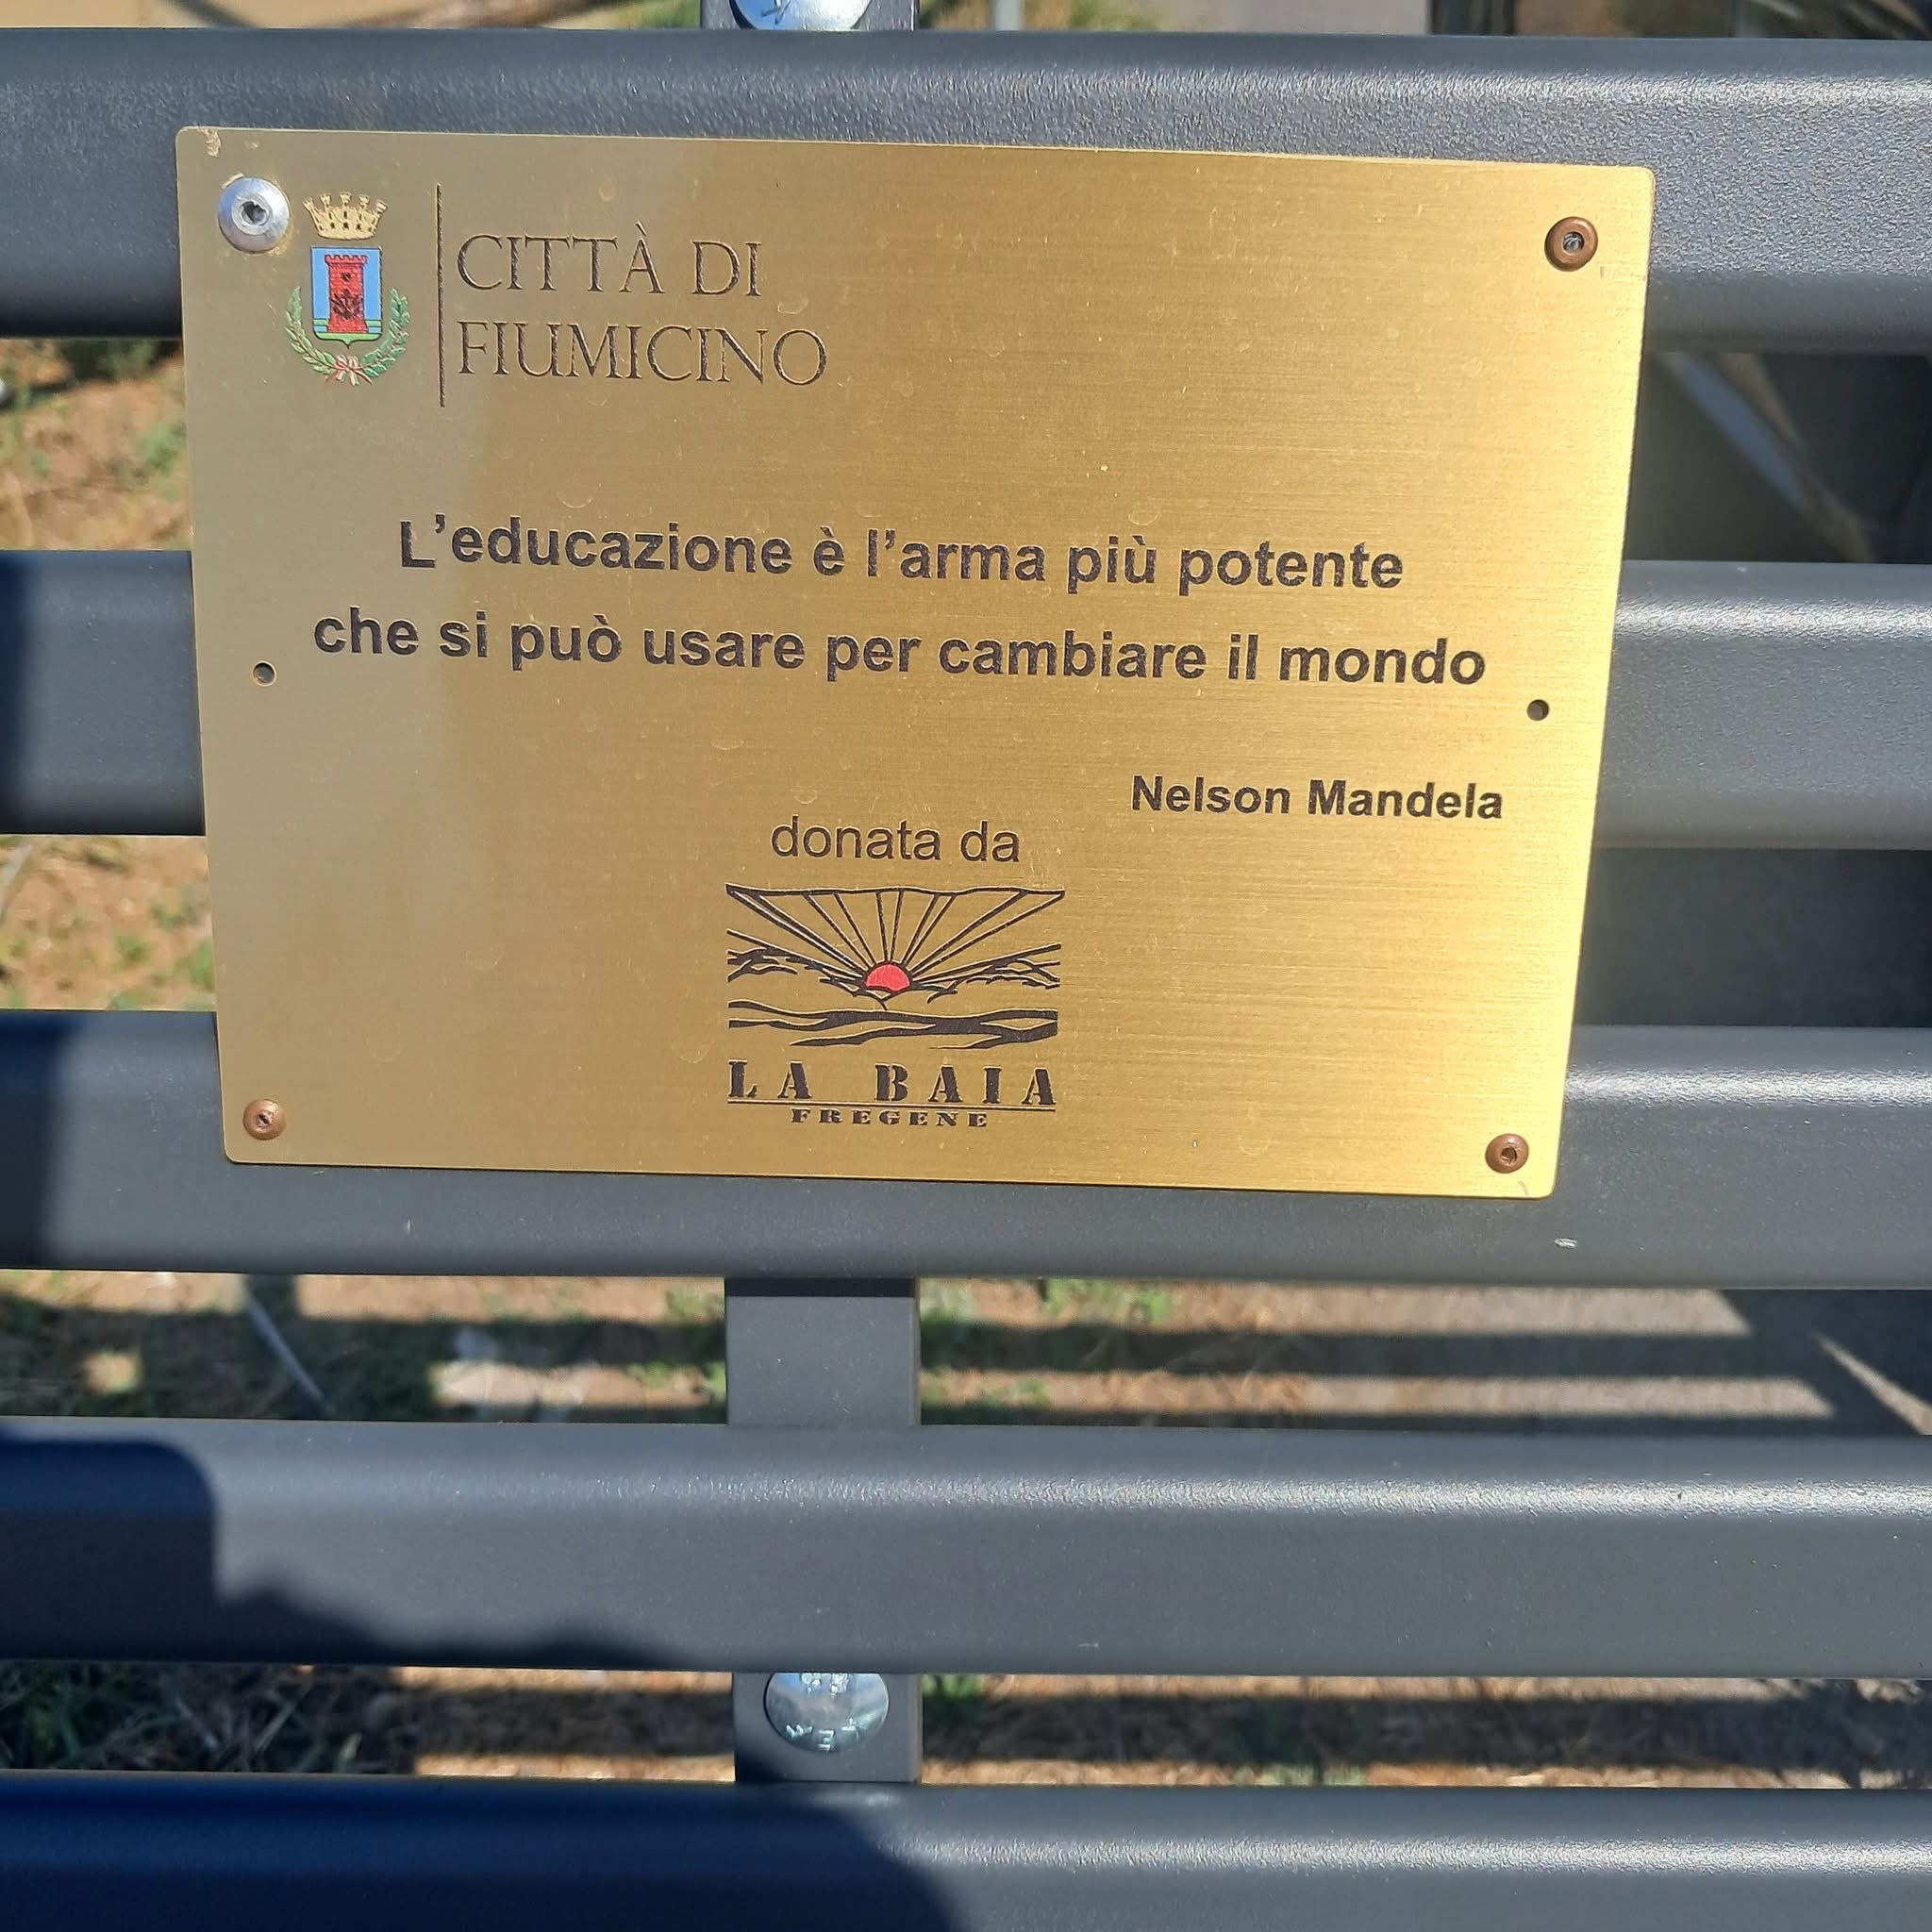 CITTÀ DI
FIUMICINO
L’educazione è l’arma più potente
che si può usare per cambiare il mondo
Nelson Mandela
donata da
LA BAIA
FREGENE